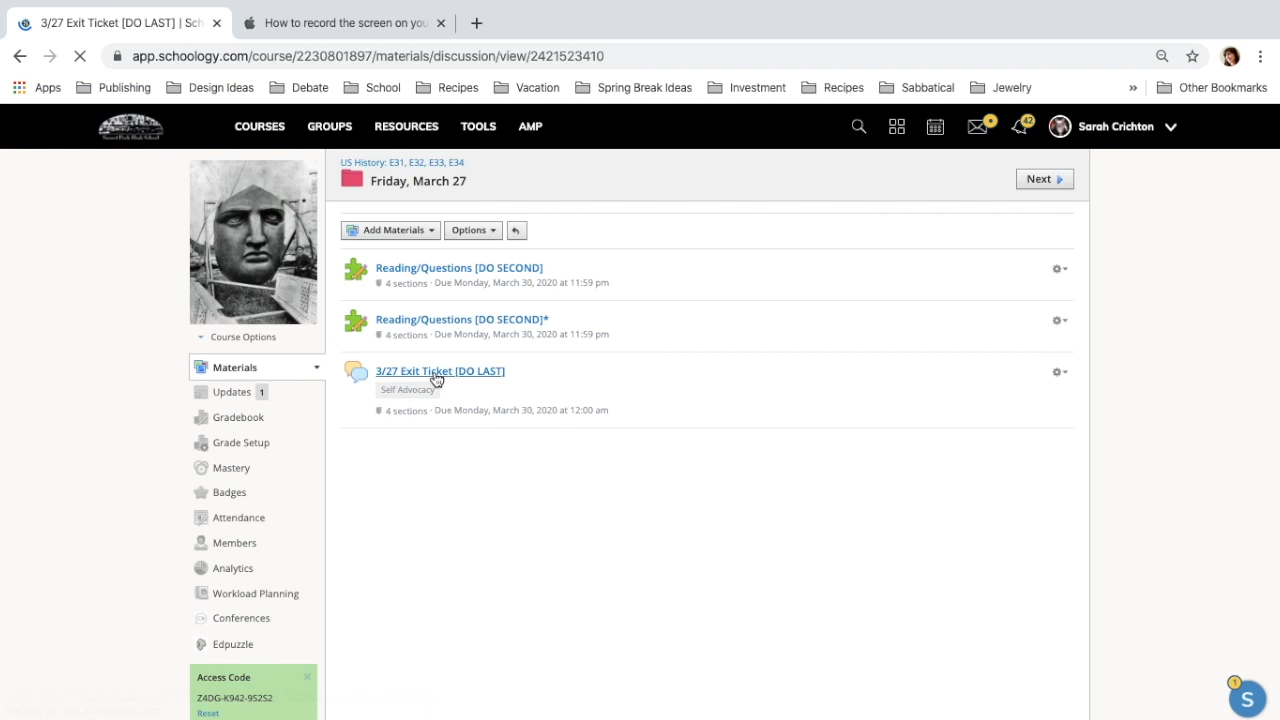 3/27 Exit Ticket [DO LAST] | Sch
How to record the screen on you
app.schoology.com/course/2230801897/materials/discussion/view/2421523410
Apps Publishing Design Ideas Debate School Recipes Vacation Spring Break Ideas Investment Recipes Sabbatical Jewelry » Other Bookmarks
COURSES GROUPS RESOURCES TOOLS AMP
0 42 Sarah Crichton
US History: E31, E32, E33, E34
Friday, March 27
Next
Add Materials Options
Reading/Questions [DO SECOND]
4 sections · Due Monday, March 30, 2020 at 11:59 pm
Reading/Questions [DO SECOND]*
4 sections · Due Monday, March 30, 2020 at 11:59 pm
3/27 Exit Ticket [DO LAST]
Self Advocacy
4 sections · Due Monday, March 30, 2020 at 12:00 am
Course Options
Materials
Updates 1
Gradebook
Grade Setup
Mastery
Badges
Attendance
Members
Analytics
Workload Planning
Conferences
Edpuzzle
Access Code
Z4DG-K942-9S2S2
Reset
1
S